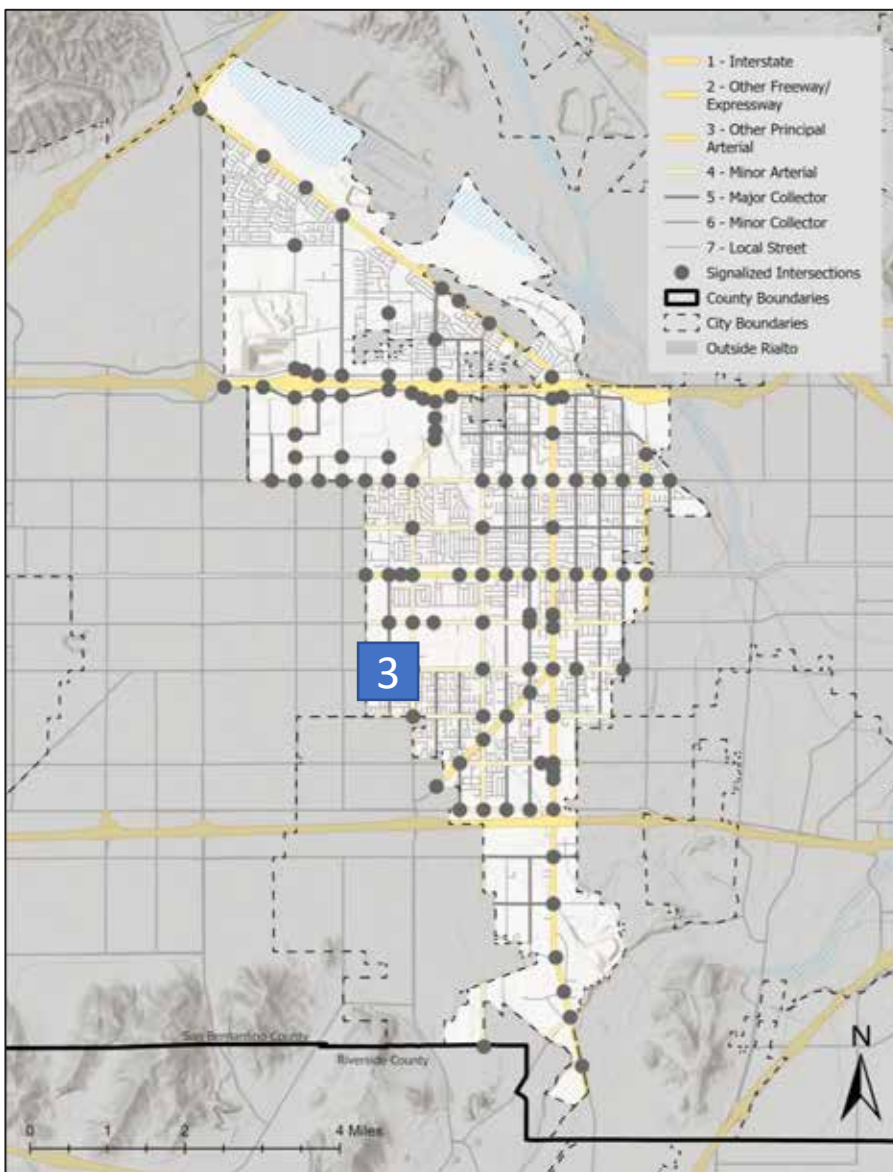 1 - Interstate
2 - Other Freeway/
Expressway
3 - Other Principal
Arterial
4 - Minor Arterial
5 - Major Collector
6 - Minor Collector
7 - Local Street
Signalized Intersections
County Boundaries
City Boundaries
Outside Rialto
3
San Bernardino County
Riverside County
N
0 1 2 4 Miles